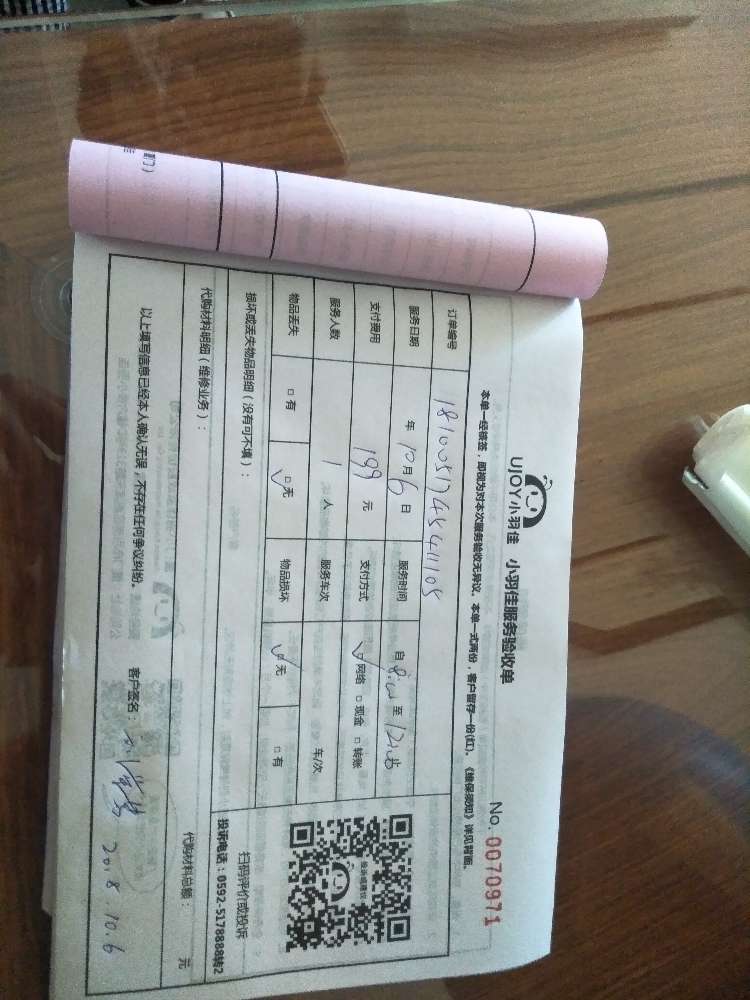 UJOY小羽佳 小羽佳服务验收单
No. 0070971
本单一经核签，即视为对本次服务验收无异议。本单一式两份，客户留存一份(红)。《维保须知》详见背面。
订单编号
服务日期 年 10月 6 日 服务时间 自 8:00 至 12:00
支付费用 199 元 支付方式 ☑网络 □现金 □转账
服务人数 1 人 服务车次 车/次
物品丢失 □有 ☑无 物品损坏 ☑无 □有
扫码评价或投诉
损坏或丢失物品明细（没有可不填）：
投诉电话：0592-5178888转2
代购材料明细（维修业务）：
代购材料总额： 元
以上填写信息已经本人确认无误，不存在任何争议纠纷。 客户签名： 2018.10.6